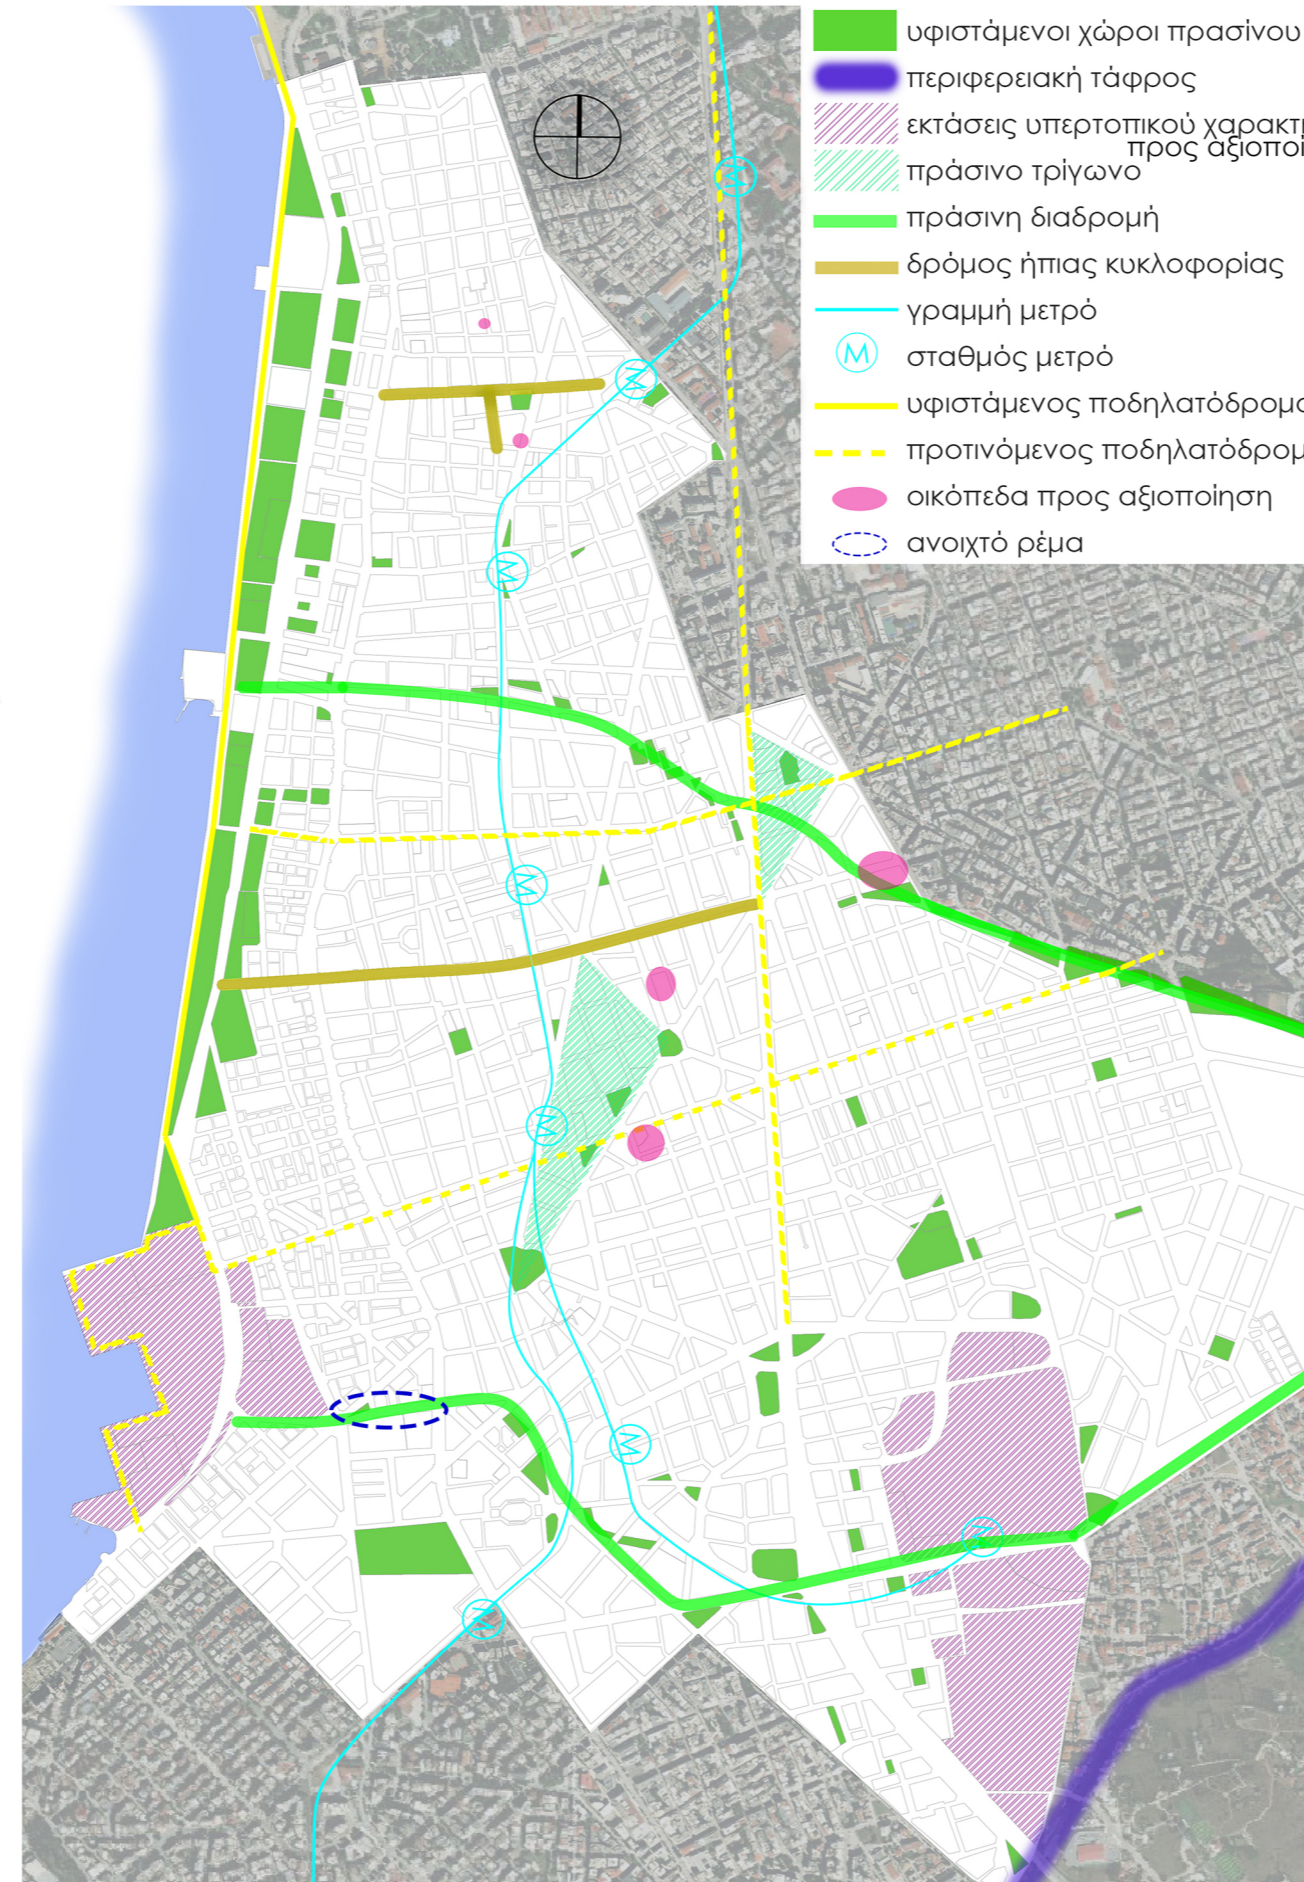 υφιστάμενοι χώροι πρασίνου
περιφερειακή τάφρος
εκτάσεις υπερτοπικού χαρακτι
προς αξιοποί
πράσινο τρίγωνο
πράσινη διαδρομή
δρόμος ήπιας κυκλοφορίας
γραμμή μετρό
M σταθμός μετρό
υφιστάμενος ποδηλατόδρομο
προτινόμενος ποδηλατόδρομ
οικόπεδα προς αξιοποίηση
ανοιχτό ρέμα
M
M
M
M
M
M
M
M